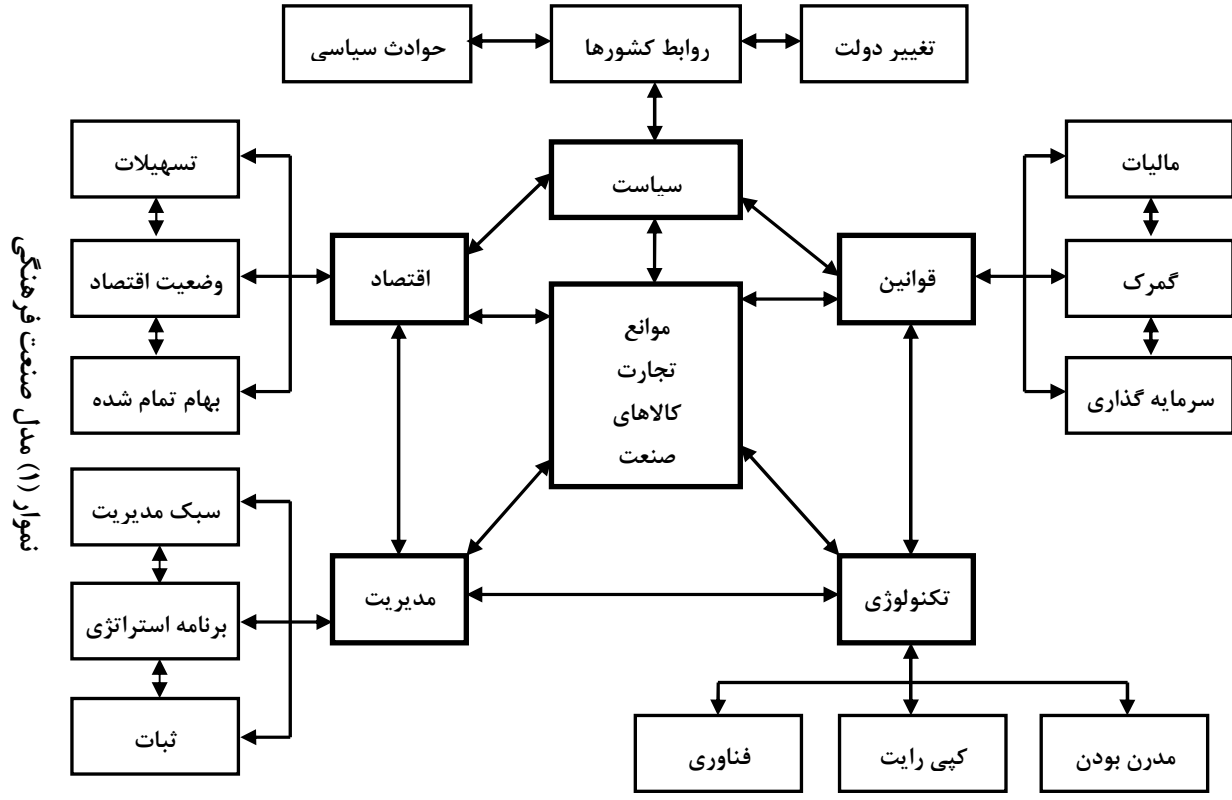 تغییر دولت
روابط کشورها
حوادث سیاسی
سیاست
مالیات
گمرک
سرمایه گذاری
قوانین
موانع
تجارت
کالاهای
صنعت
اقتصاد
تسهیلات
وضعیت اقتصاد
بهام تمام شده
تکنولوژی
مدیریت
سبک مدیریت
برنامه استراتژی
ثبات
مدرن بودن
کپی رایت
فناوری
نموار (۱) مدل صنعت فرهنگی